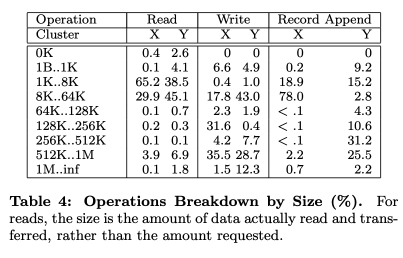 Operation Read Write Record Append
Cluster X Y X Y X Y
0K 0.4 2.6 0 0 0 0
1B..1K 0.1 4.1 6.6 4.9 0.2 9.2
1K..8K 65.2 38.5 0.4 1.0 18.9 15.2
8K..64K 29.9 45.1 17.8 43.0 78.0 2.8
64K..128K 0.1 0.7 2.3 1.9 < .1 4.3
128K..256K 0.2 0.3 31.6 0.4 < .1 10.6
256K..512K 0.1 0.1 4.2 7.7 < .1 31.2
512K..1M 3.9 6.9 35.5 28.7 2.2 25.5
1M..inf 0.1 1.8 1.5 12.3 0.7 2.2
Table 4: Operations Breakdown by Size (%). For
reads, the size is the amount of data actually read and trans-
ferred, rather than the amount requested.